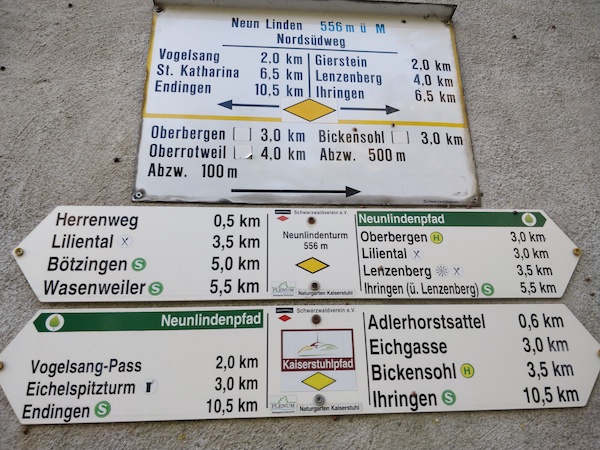 Neun Linden 556 m ü M
Nordsüdweg
Vogelsang 2,0 km
St. Katharina 6,5 km
Endingen 10,5 km
Gierstein 2,0 km
Lenzenberg 4,0 km
Ihringen 6,5 km
Oberbergen 3,0 km Bickensohl 3,0 km
Oberrotweil 4,0 km Abzw. 500 m
Abzw. 100 m
Herrenweg 0,5 km
Liliental 3,5 km
Bötzingen S 5,0 km
Wasenweiler S 5,5 km
Schwarzwaldverein e.V.
Neunlindenturm
556 m
PLENUM
Naturgarten Kaiserstuhl
Neunlindenpfad
Oberbergen H 3,0 km
Liliental 3,0 km
Lenzenberg 3,5 km
Ihringen (ü. Lenzenberg) S 5,5 km
Neunlindenpfad
Vogelsang-Pass 2,0 km
Eichelspitzturm 3,0 km
Endingen S 10,5 km
Schwarzwaldverein e.V.
Kaiserstuhlpfad
PLENUM
Naturgarten Kaiserstuhl
Adlerhorstsattel 0,6 km
Eichgasse 3,0 km
Bickensohl H 3,5 km
Ihringen S 10,5 km